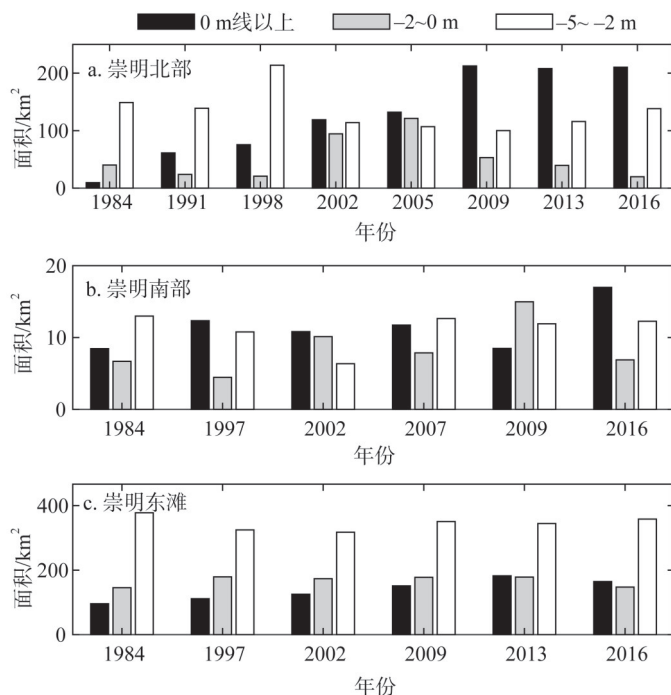 0 m线以上 −2~0 m −5~ −2 m
a. 崇明北部
面积/km²
200
100
0
1984 1991 1998 2002 2005 2009 2013 2016
年份
b. 崇明南部
面积/km²
20
10
0
1984 1997 2002 2007 2009 2016
年份
c. 崇明东滩
面积/km²
400
200
0
1984 1997 2002 2009 2013 2016
年份